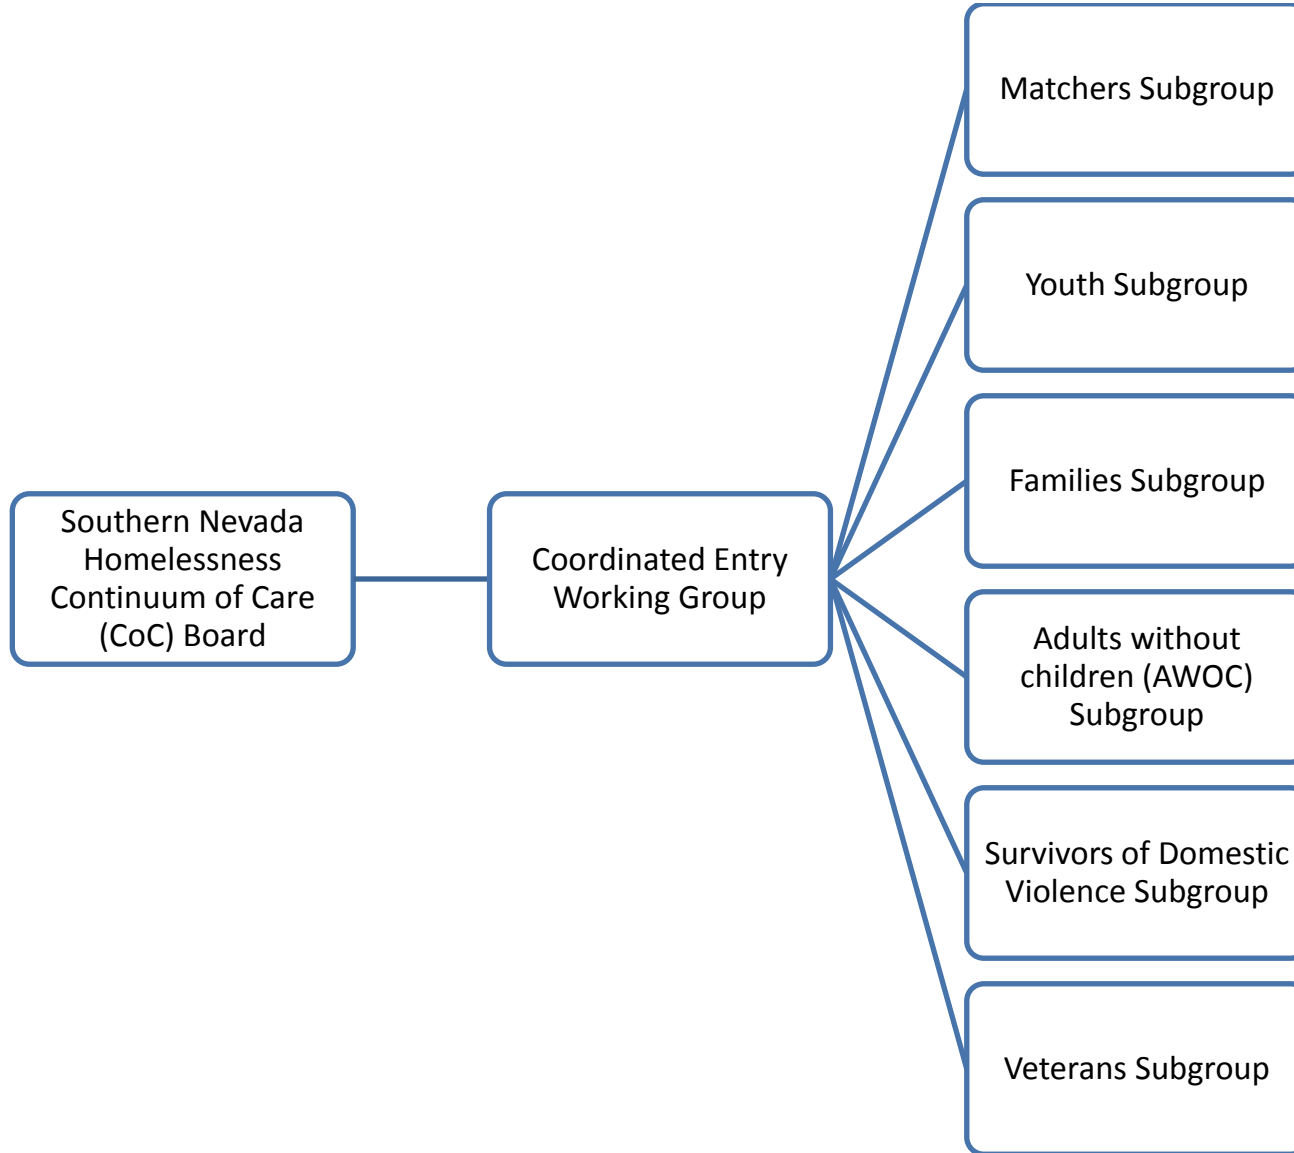 Matchers Subgroup
Youth Subgroup
Families Subgroup
Southern Nevada
Homelessness
Continuum of Care
(CoC) Board
Coordinated Entry
Working Group
Adults without
children (AWOC)
Subgroup
Survivors of Domestic
Violence Subgroup
Veterans Subgroup